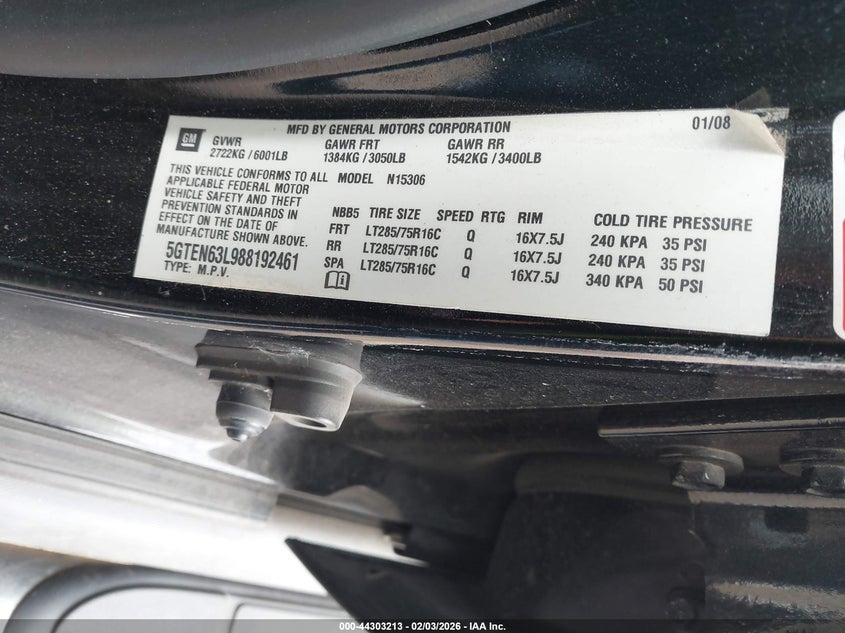 GM
MFD BY GENERAL MOTORS CORPORATION 01/08
GVWR GAWR FRT GAWR RR
2722KG / 6001LB 1384KG / 3050LB 1542KG / 3400LB
THIS VEHICLE CONFORMS TO ALL MODEL N15306
APPLICABLE FEDERAL MOTOR
VEHICLE SAFETY AND THEFT
PREVENTION STANDARDS IN
EFFECT ON THE DATE OF
MANUFACTURE SHOWN ABOVE.
5GTEN63L988192461
TYPE: M.P.V.
NBB5 TIRE SIZE SPEED RTG RIM COLD TIRE PRESSURE
FRT LT285/75R16C Q 16X7.5J 240 KPA 35 PSI
RR LT285/75R16C Q 16X7.5J 240 KPA 35 PSI
SPA LT285/75R16C Q 16X7.5J 340 KPA 50 PSI
000-44303213 - 02/03/2026 - IAA Inc.